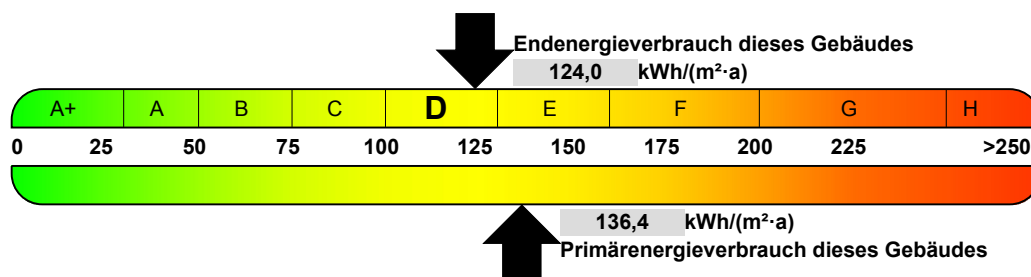 Endenergieverbrauch dieses Gebäudes
124,0 kWh/(m²·a)
A+ A B C D E F G H
0 25 50 75 100 125 150 175 200 225 >250
136,4 kWh/(m²·a)
Primärenergieverbrauch dieses Gebäudes